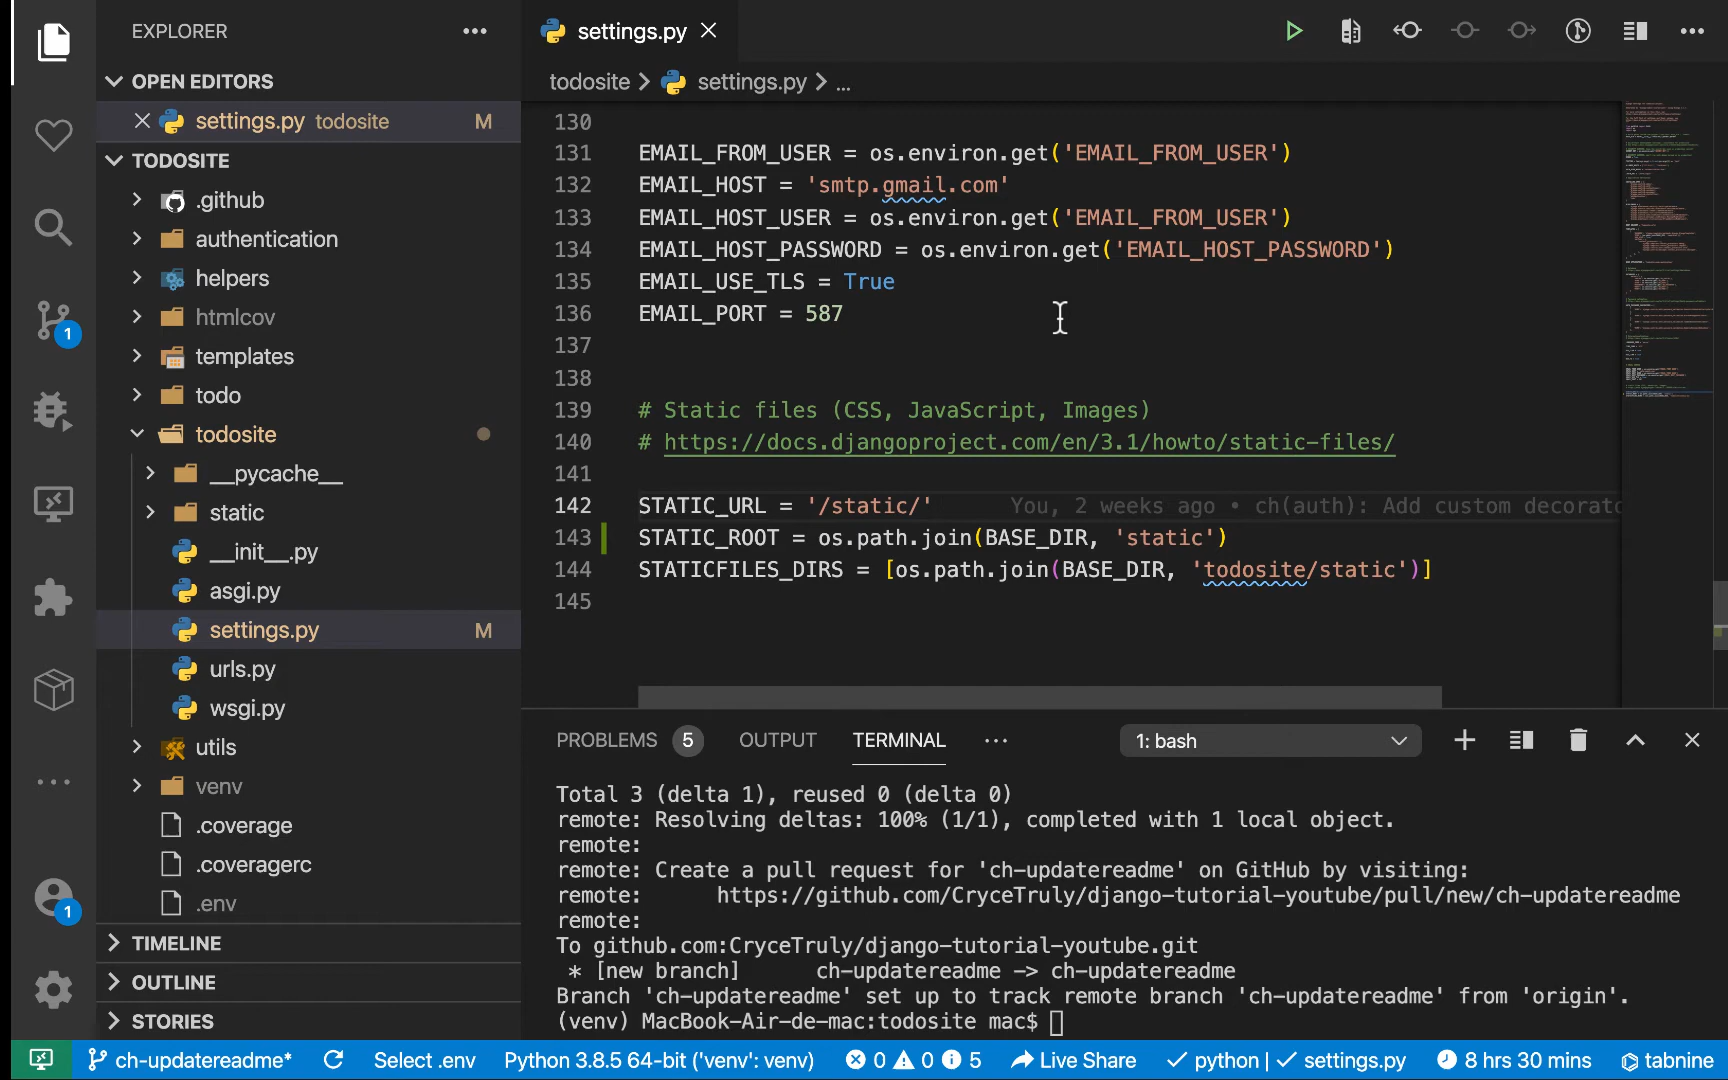 EXPLORER
settings.py
OPEN EDITORS
todosite
settings.py
...
settings.py todosite M
TODOSITE
.github
authentication
helpers
htmlcov
templates
todo
todosite
__pycache__
static
__init__.py
asgi.py
settings.py M
urls.py
wsgi.py
utils
venv
.coverage
.coveragerc
.env
TIMELINE
OUTLINE
STORIES
1
1
130
131 EMAIL_FROM_USER = os.environ.get('EMAIL_FROM_USER')
132 EMAIL_HOST = 'smtp.gmail.com'
133 EMAIL_HOST_USER = os.environ.get('EMAIL_FROM_USER')
134 EMAIL_HOST_PASSWORD = os.environ.get('EMAIL_HOST_PASSWORD')
135 EMAIL_USE_TLS = True
136 EMAIL_PORT = 587
137
138
139 # Static files (CSS, JavaScript, Images)
140 # https://docs.djangoproject.com/en/3.1/howto/static-files/
141
142 STATIC_URL = '/static/' You, 2 weeks ago • ch(auth): Add custom decorato
143 STATIC_ROOT = os.path.join(BASE_DIR, 'static')
144 STATICFILES_DIRS = [os.path.join(BASE_DIR, 'todosite/static')]
145
PROBLEMS 5 OUTPUT TERMINAL ... 1: bash
Total 3 (delta 1), reused 0 (delta 0)
remote: Resolving deltas: 100% (1/1), completed with 1 local object.
remote:
remote: Create a pull request for 'ch-updatereadme' on GitHub by visiting:
remote: https://github.com/CryceTruly/django-tutorial-youtube/pull/new/ch-updatereadme
remote:
To github.com:CryceTruly/django-tutorial-youtube.git
* [new branch] ch-updatereadme -> ch-updatereadme
Branch 'ch-updatereadme' set up to track remote branch 'ch-updatereadme' from 'origin'.
(venv) MacBook-Air-de-mac:todosite mac$
ch-updatereadme* Select .env Python 3.8.5 64-bit ('venv': venv) 0 0 5 Live Share python | settings.py 8 hrs 30 mins tabnine